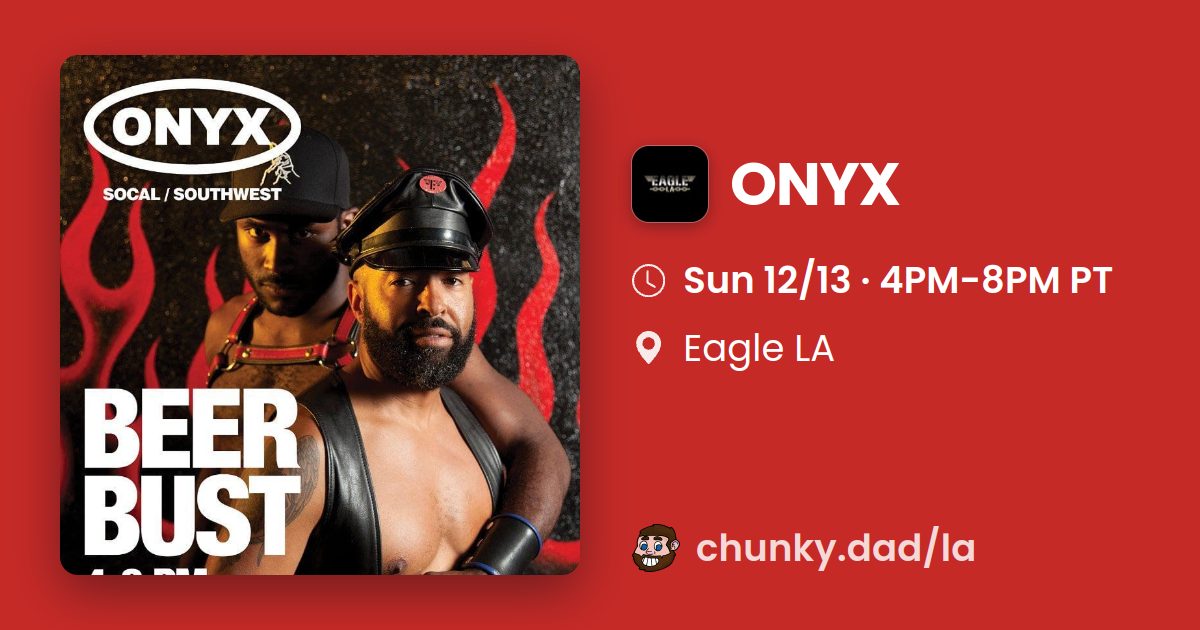 ONYX
SOCAL / SOUTHWEST
BEER
BUST
EAGLE
LA
ONYX
Sun 12/13 · 4PM-8PM PT
Eagle LA
chunky.dad/la